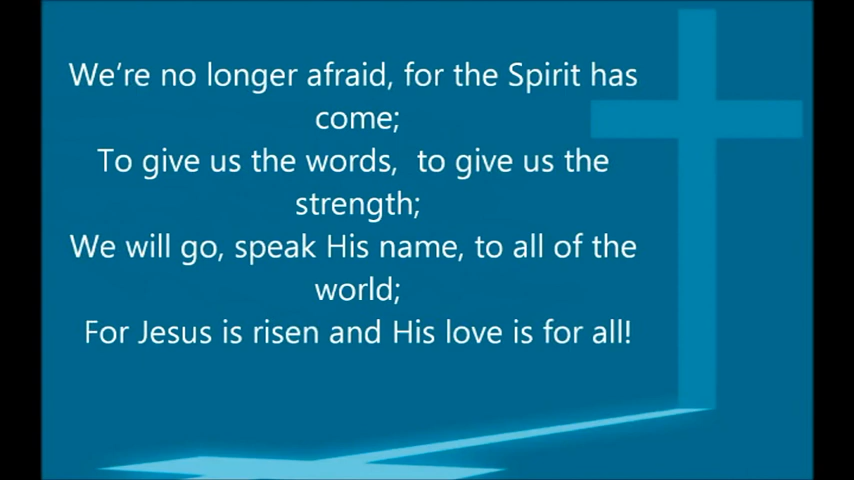 We're no longer afraid, for the Spirit has
come;
To give us the words,  to give us the
strength;
We will go, speak His name, to all of the
world;
For Jesus is risen and His love is for all!